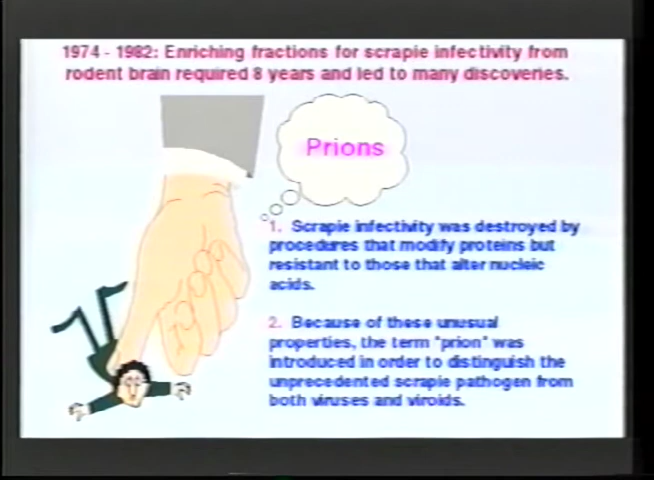 1974 - 1982: Enriching fractions for scrapie infectivity from
rodent brain required 8 years and led to many discoveries.
Prions
1. Scrapie infectivity was destroyed by
procedures that modify proteins but
resistant to those that alter nucleic
acids.
2. Because of these unusual
properties, the term "prion" was
introduced in order to distinguish the
unprecedented scrapie pathogen from
both viruses and viroids.